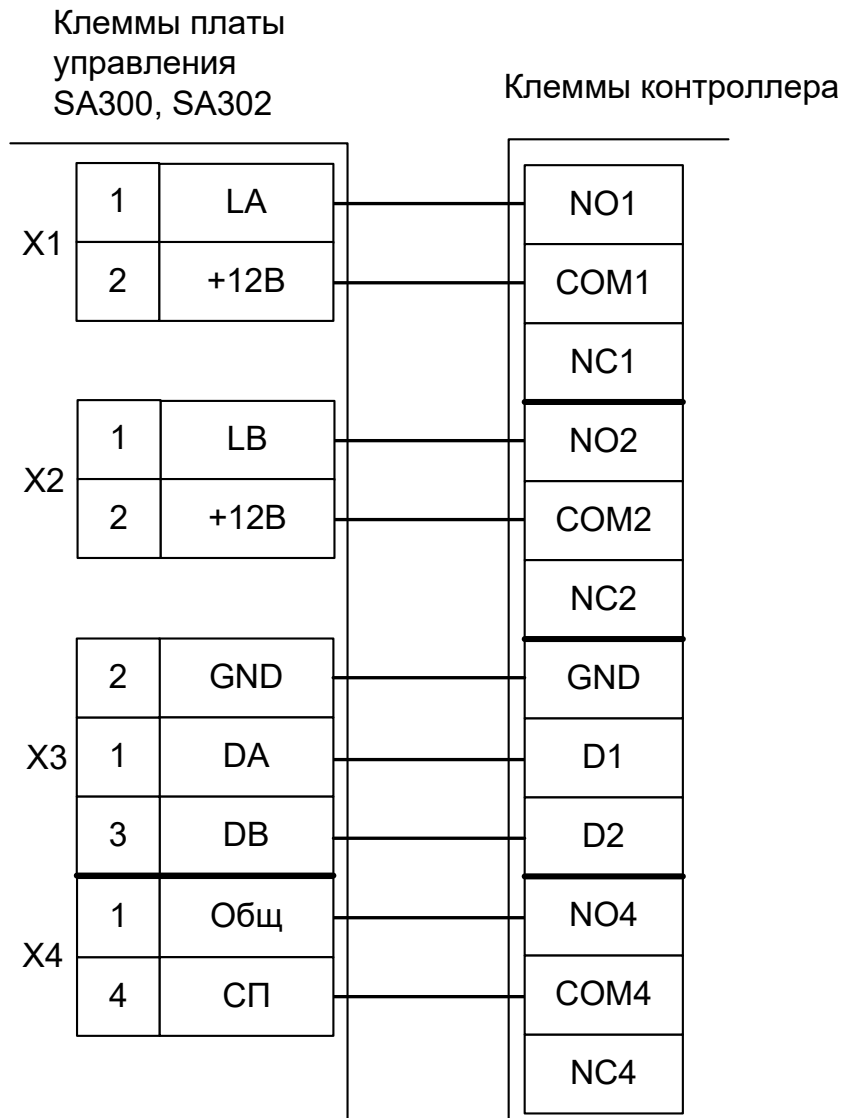 Клеммы платы
управления
SA300, SA302
Клеммы контроллера
X1
1 LA
2 +12В
NO1
COM1
NC1
X2
1 LB
2 +12В
NO2
COM2
NC2
X3
2 GND
1 DA
3 DB
GND
D1
D2
X4
1 Общ
4 СП
NO4
COM4
NC4